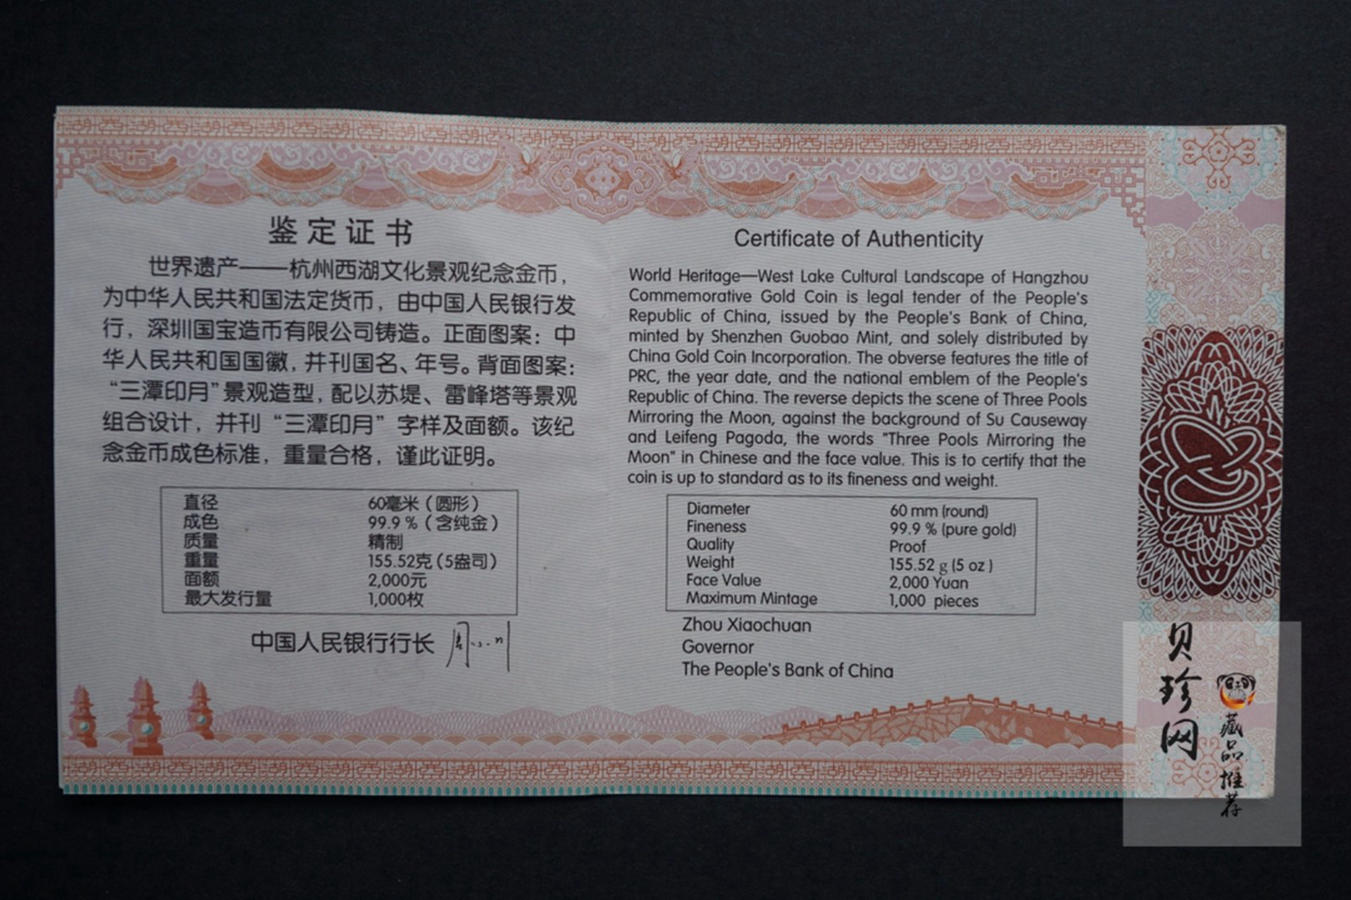 鉴定证书
世界遗产——杭州西湖文化景观纪念金币，
为中华人民共和国法定货币，由中国人民银行发
行，深圳国宝造币有限公司铸造。正面图案：中
华人民共和国国徽，并刊国名、年号。背面图案：
“三潭印月”景观造型，配以苏堤、雷峰塔等景观
组合设计，并刊“三潭印月”字样及面额。该纪
念金币成色标准，重量合格，谨此证明。
直径 60毫米（圆形）
成色 99.9%（含纯金）
质量 精制
重量 155.52克（5盎司）
面额 2,000元
最大发行量 1,000枚
中国人民银行行长
Certificate of Authenticity
World Heritage—West Lake Cultural Landscape of Hangzhou
Commemorative Gold Coin is legal tender of the People's
Republic of China, issued by the People's Bank of China,
minted by Shenzhen Guobao Mint, and solely distributed by
China Gold Coin Incorporation. The obverse features the title of
PRC, the year date, and the national emblem of the People's
Republic of China. The reverse depicts the scene of Three Pools
Mirroring the Moon, against the background of Su Causeway
and Leifeng Pagoda, the words "Three Pools Mirroring the
Moon" in Chinese and the face value. This is to certify that the
coin is up to standard as to its fineness and weight.
Diameter 60 mm (round)
Fineness 99.9 % (pure gold)
Quality Proof
Weight 155.52 g (5 oz )
Face Value 2,000 Yuan
Maximum Mintage 1,000 pieces
Zhou Xiaochuan
Governor
The People's Bank of China
贝珍网
藏品推荐